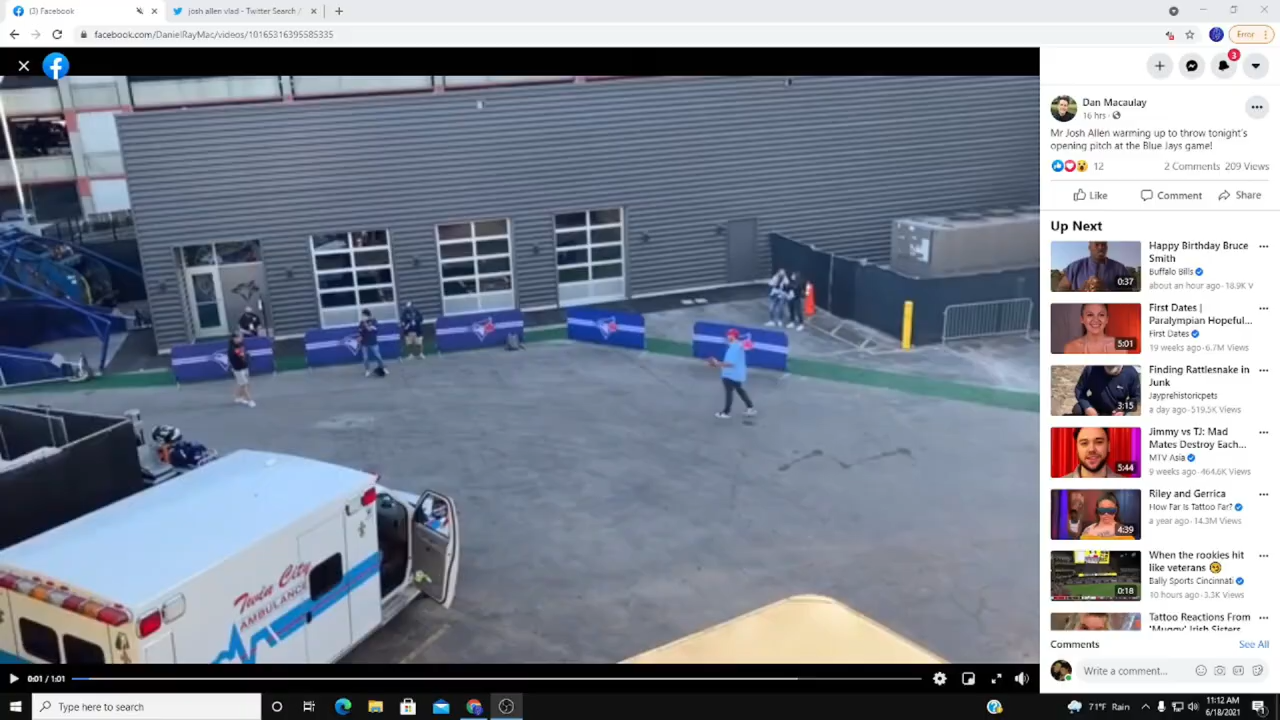 (3) Facebook
josh allen vlad - Twitter Search /
facebook.com/DanielRayMac/videos/10165316395585335
Error
3
Dan Macaulay
16 hrs ·
Mr Josh Allen warming up to throw tonight's
opening pitch at the Blue Jays game!
12
2 Comments 209 Views
Like
Comment
Share
Up Next
Happy Birthday Bruce
Smith
Buffalo Bills
about an hour ago · 18.9K V
0:37
First Dates |
Paralympian Hopeful...
First Dates
19 weeks ago · 6.7M Views
5:01
Finding Rattlesnake in
Junk
Jayprehistoricpets
a day ago · 519.5K Views
3:15
Jimmy vs TJ: Mad
Mates Destroy Each...
MTV Asia
9 weeks ago · 464.6K Views
5:44
Riley and Gerrica
How Far Is Tattoo Far?
a year ago · 14.3M Views
4:39
When the rookies hit
like veterans
Bally Sports Cincinnati
10 hours ago · 3.3K Views
0:18
Tattoo Reactions From
'Muggy' Irish Sisters
Comments
See All
Write a comment...
Twin City
AMBULANCE
0:01 / 1:01
Type here to search
71°F Rain
11:12 AM
6/18/2021
1